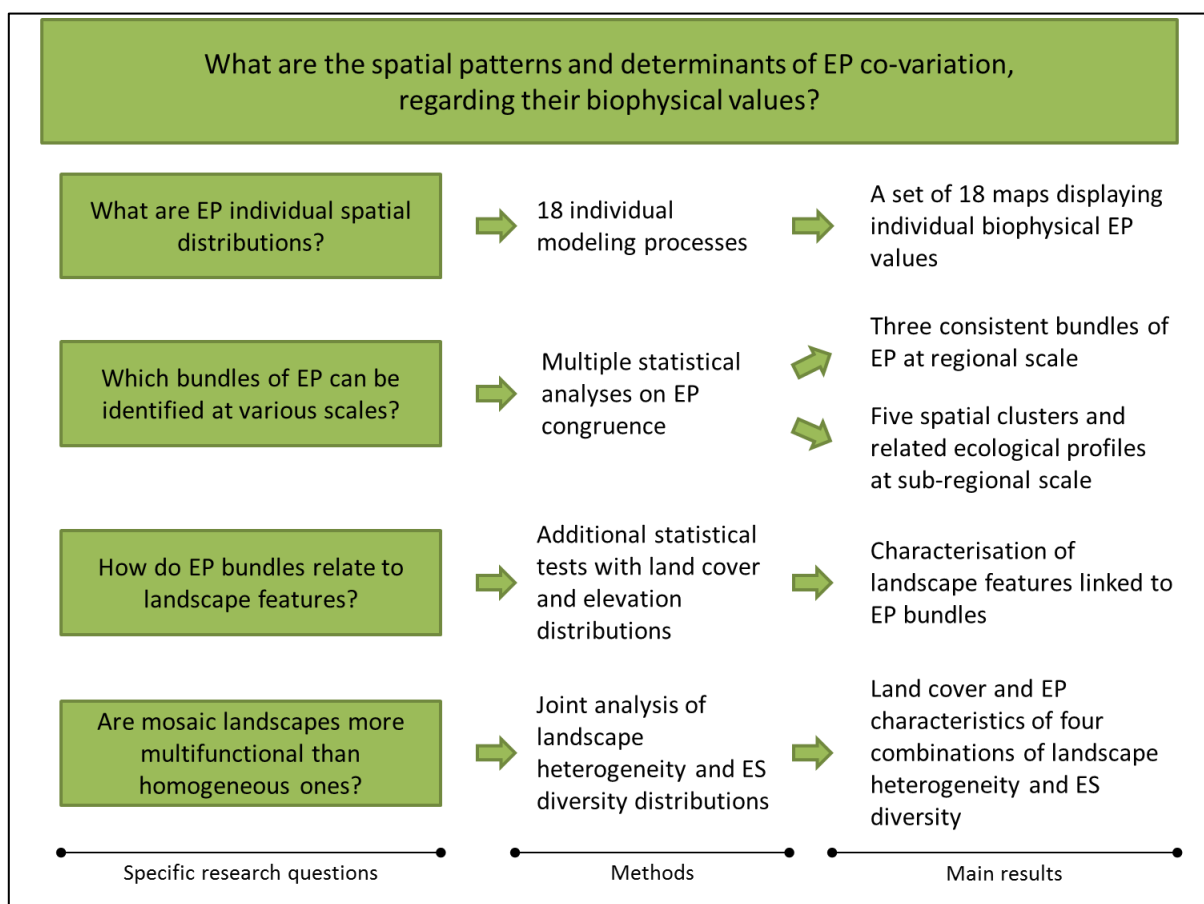 What are the spatial patterns and determinants of EP co-variation,
regarding their biophysical values?
What are EP individual spatial
distributions?
18 individual
modeling processes
A set of 18 maps displaying
individual biophysical EP
values
Which bundles of EP can be
identified at various scales?
Multiple statistical
analyses on EP
congruence
Three consistent bundles of
EP at regional scale
Five spatial clusters and
related ecological profiles
at sub-regional scale
How do EP bundles relate to
landscape features?
Additional statistical
tests with land cover
and elevation
distributions
Characterisation of
landscape features linked to
EP bundles
Are mosaic landscapes more
multifunctional than
homogeneous ones?
Joint analysis of
landscape
heterogeneity and ES
diversity distributions
Land cover and EP
characteristics of four
combinations of landscape
heterogeneity and ES
diversity
Specific research questions
Methods
Main results